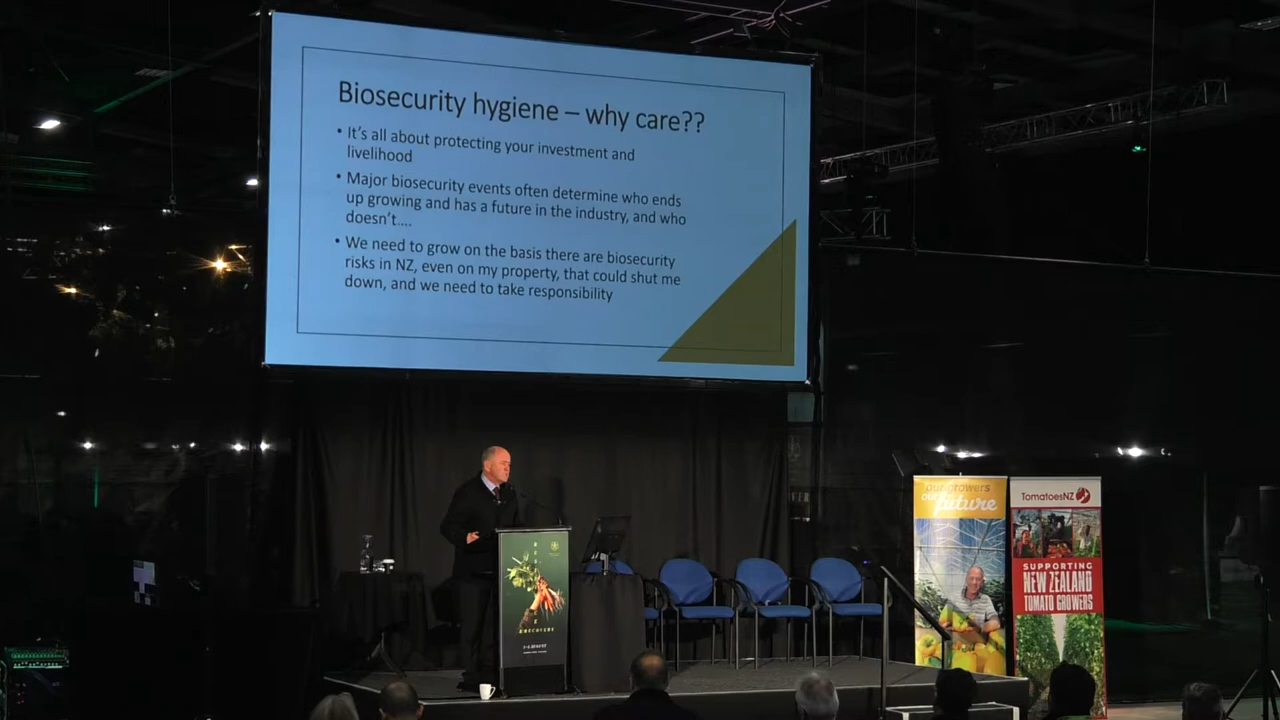 Biosecurity hygiene – why care??
• It's all about protecting your investment and
livelihood
• Major biosecurity events often determine who ends
up growing and has a future in the industry, and who
doesn't....
• We need to grow on the basis there are biosecurity
risks in NZ, even on my property, that could shut me
down, and we need to take responsibility
our growers
our future
TomatoesNZ
SUPPORTING
NEW ZEALAND
TOMATO GROWERS